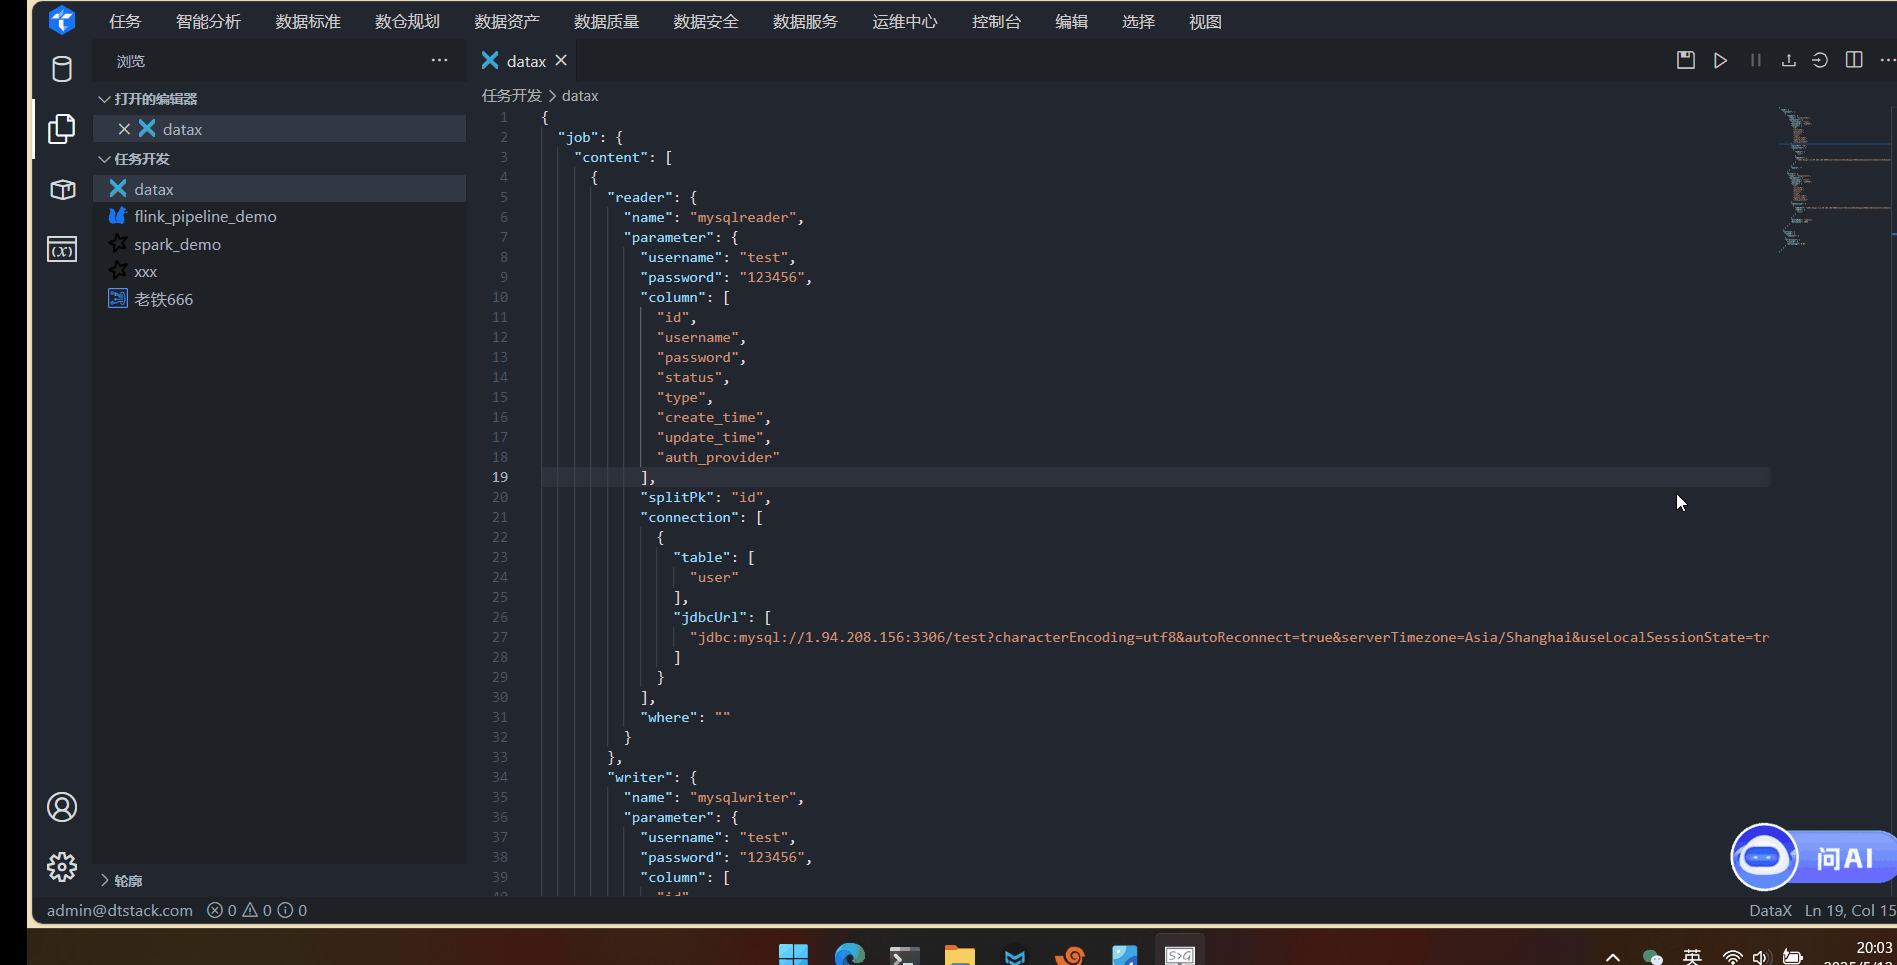 任务 智能分析 数据标准 数仓规划 数据资产 数据质量 数据安全 数据服务 运维中心 控制台 编辑 选择 视图
浏览
datax
打开的编辑器
datax
任务开发
datax
flink_pipeline_demo
spark_demo
xxx
老铁666
轮廓
任务开发 > datax
1 {
2 "job": {
3 "content": [
4 {
5 "reader": {
6 "name": "mysqlreader",
7 "parameter": {
8 "username": "test",
9 "password": "123456",
10 "column": [
11 "id",
12 "username",
13 "password",
14 "status",
15 "type",
16 "create_time",
17 "update_time",
18 "auth_provider"
19 ],
20 "splitPk": "id",
21 "connection": [
22 {
23 "table": [
24 "user"
25 ],
26 "jdbcUrl": [
27 "jdbc:mysql://1.94.208.156:3306/test?characterEncoding=utf8&autoReconnect=true&serverTimezone=Asia/Shanghai&useLocalSessionState=tr
28 ]
29 }
30 ],
31 "where": ""
32 }
33 },
34 "writer": {
35 "name": "mysqlwriter",
36 "parameter": {
37 "username": "test",
38 "password": "123456",
39 "column": [
问AI
admin@dtstack.com 0 0 0
DataX Ln 19, Col 15
S>G
英
20:03